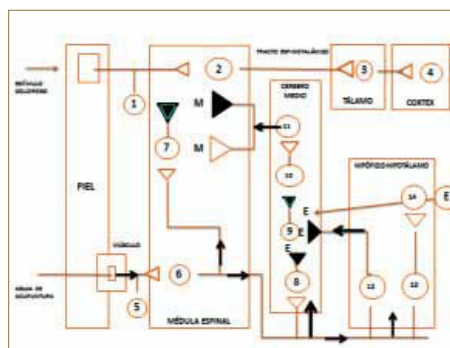 TRACTO ESPINOTALÁMICO
ESTÍMULO
DOLOROSO
2
3
4
TÁLAMO
CORTEX
CEREBRO
MEDIO
1
M
11
7
M
10
HIPÓFISIS-HIPOTÁLAMO
PIEL
14
E
E
9
E
MÚSCULO
E
8
13
12
6
AGUJA DE
ACUPUNTURA
5
MÉDULA ESPINAL